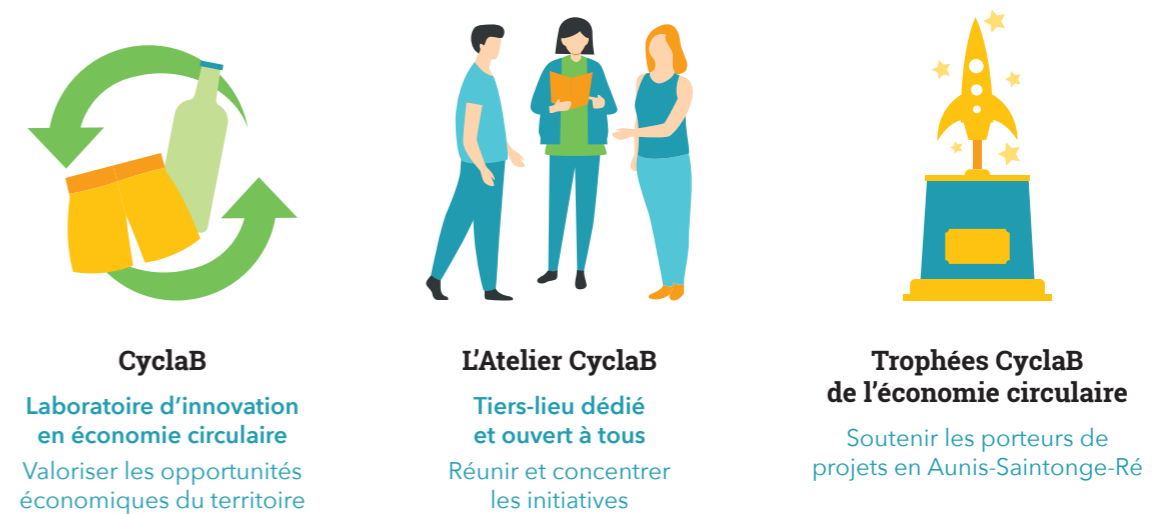 CyclaB
Laboratoire d’innovation
en économie circulaire
Valoriser les opportunités
économiques du territoire
L’Atelier CyclaB
Tiers-lieu dédié
et ouvert à tous
Réunir et concentrer
les initiatives
Trophées CyclaB
de l’économie circulaire
Soutenir les porteurs de
projets en Aunis-Saintonge-Ré